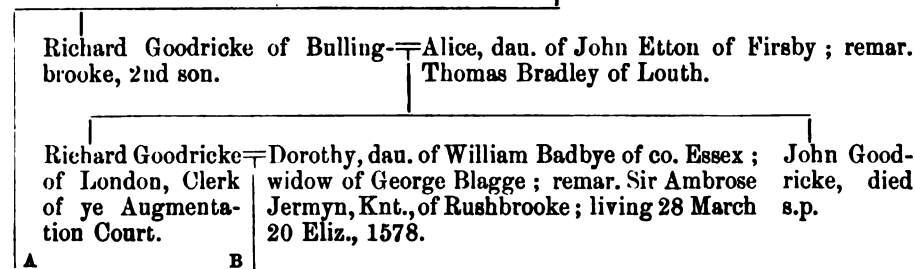 Richard Goodricke of Bulling-
brooke, 2nd son.
Alice, dau. of John Etton of Firsby ; remar.
Thomas Bradley of Louth.
Richard Goodricke
of London, Clerk
of ye Augmenta-
tion Court.
Dorothy, dau. of William Badbye of co. Essex ;
widow of George Blagge ; remar. Sir Ambrose
Jermyn, Knt., of Rushbrooke ; living 28 March
20 Eliz., 1578.
John Good-
ricke, died
s.p.
A B